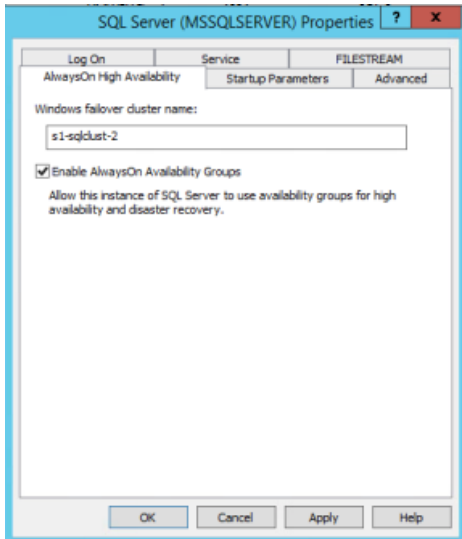 SQL Server (MSSQLSERVER) Properties ? x
Log On Service FILESTREAM
AlwaysOn High Availability Startup Parameters Advanced
Windows failover cluster name:
s1-sqlclust-2
Enable AlwaysOn Availability Groups
Allow this instance of SQL Server to use availability groups for high
availability and disaster recovery.
OK Cancel Apply Help